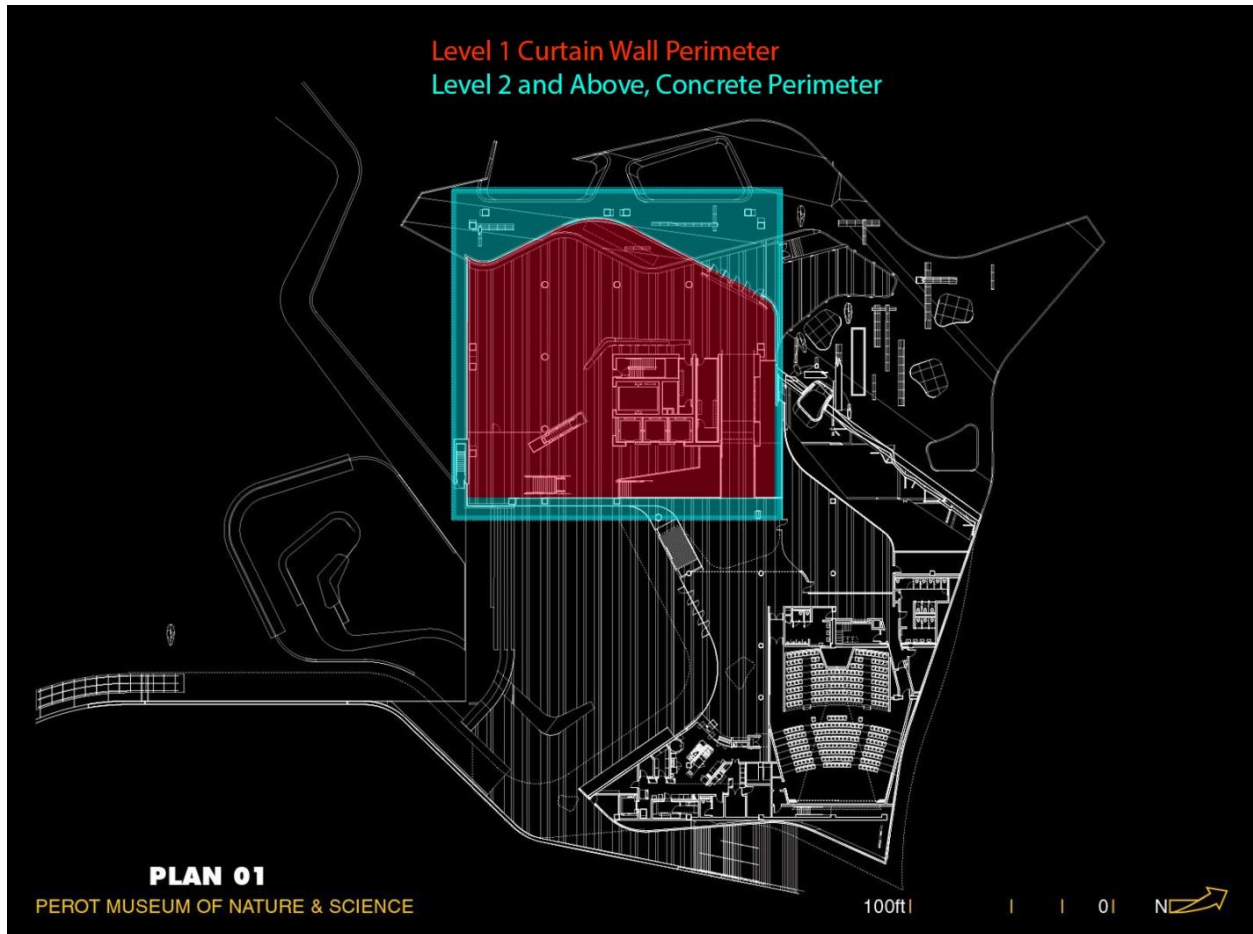 Level 1 Curtain Wall Perimeter
Level 2 and Above, Concrete Perimeter
PLAN 01
PEROT MUSEUM OF NATURE & SCIENCE
100ft 0 N